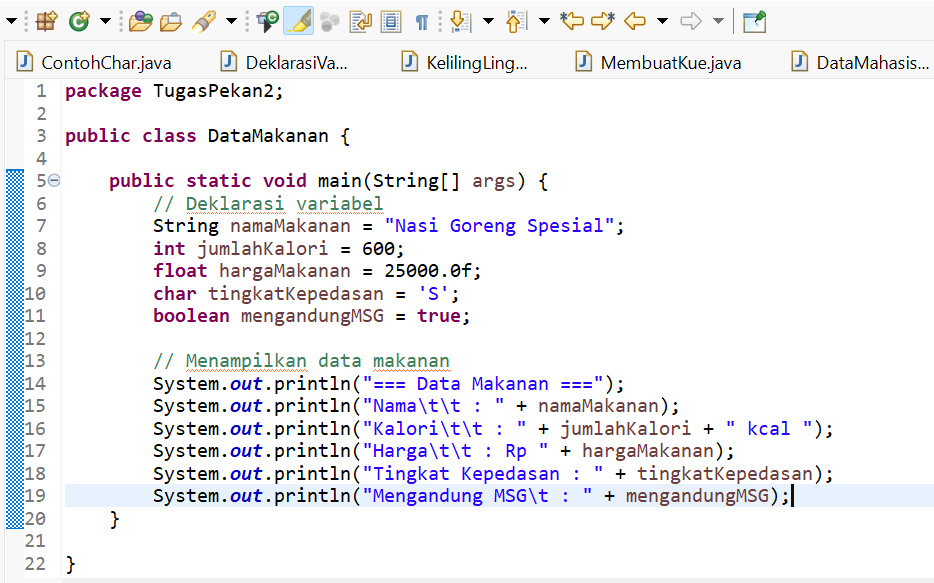 ContohChar.java DeklarasiVa... KelilingLing... MembuatKue.java DataMahasis...
1 package TugasPekan2;
2
3 public class DataMakanan {
4
5 public static void main(String[] args) {
6 // Deklarasi variabel
7 String namaMakanan = "Nasi Goreng Spesial";
8 int jumlahKalori = 600;
9 float hargaMakanan = 25000.0f;
10 char tingkatKepedasan = 'S';
11 boolean mengandungMSG = true;
12
13 // Menampilkan data makanan
14 System.out.println("=== Data Makanan ===");
15 System.out.println("Nama\t\t : " + namaMakanan);
16 System.out.println("Kalori\t\t : " + jumlahKalori + " kcal ");
17 System.out.println("Harga\t\t : Rp " + hargaMakanan);
18 System.out.println("Tingkat Kepedasan : " + tingkatKepedasan);
19 System.out.println("Mengandung MSG\t : " + mengandungMSG);
20 }
21
22 }